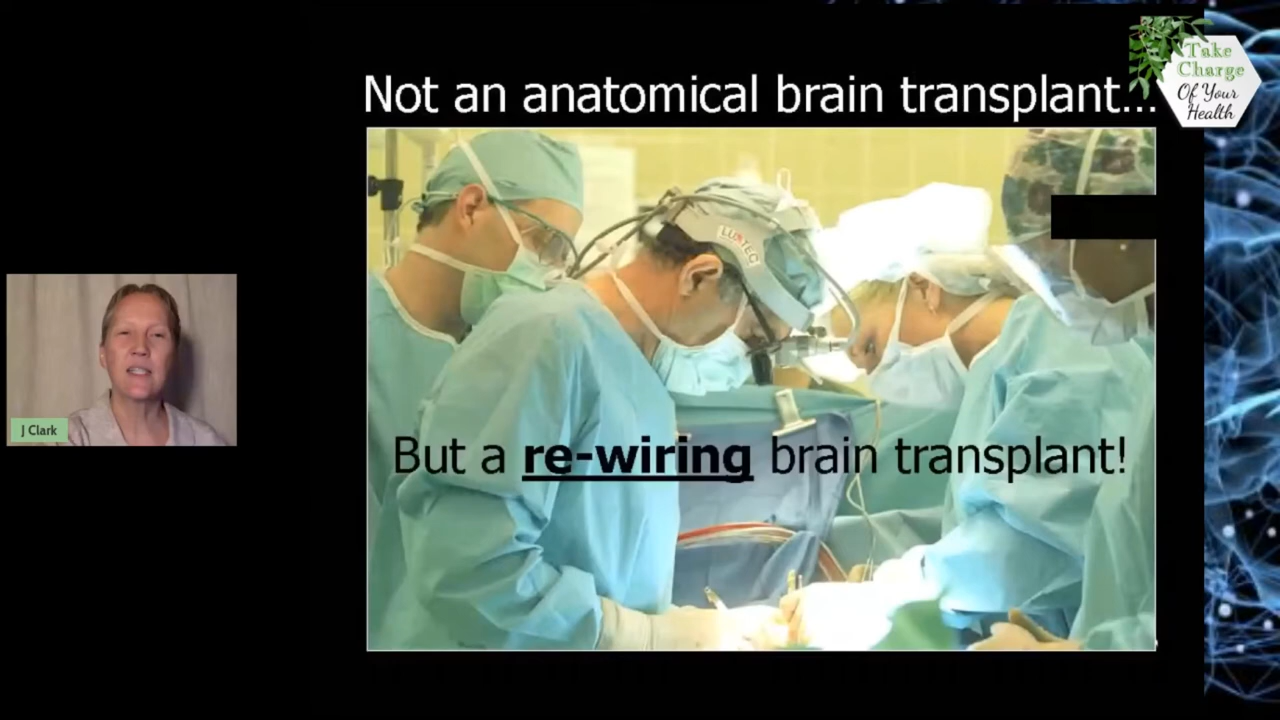 Not an anatomical brain transplant...
Take
Charge
Of Your
Health
LUXTEC
But a re-wiring brain transplant!
J Clark